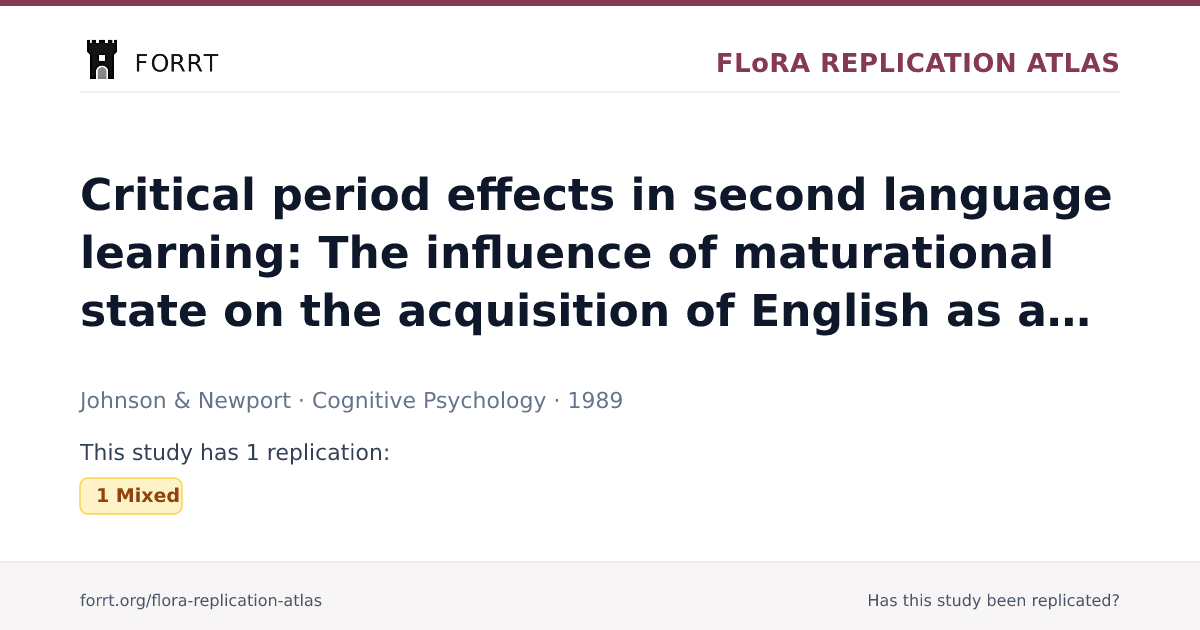 FORRT
FLoRA REPLICATION ATLAS
Critical period effects in second language
learning: The influence of maturational
state on the acquisition of English as a…
Johnson & Newport · Cognitive Psychology · 1989
This study has 1 replication:
1 Mixed
forrt.org/flora-replication-atlas
Has this study been replicated?